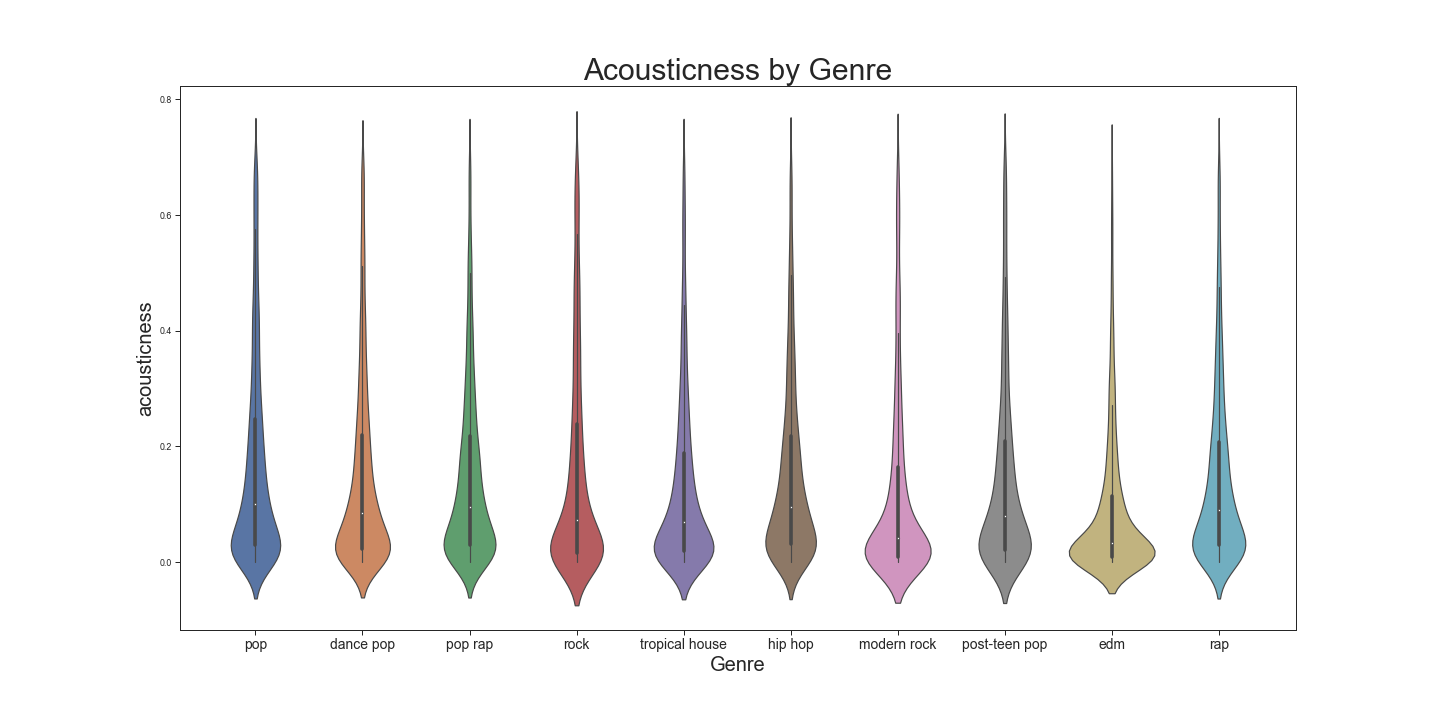 Acousticness by Genre
0.8
0.6
0.4
0.2
0.0
acousticness
pop dance pop pop rap rock tropical house hip hop modern rock post-teen pop edm rap
Genre